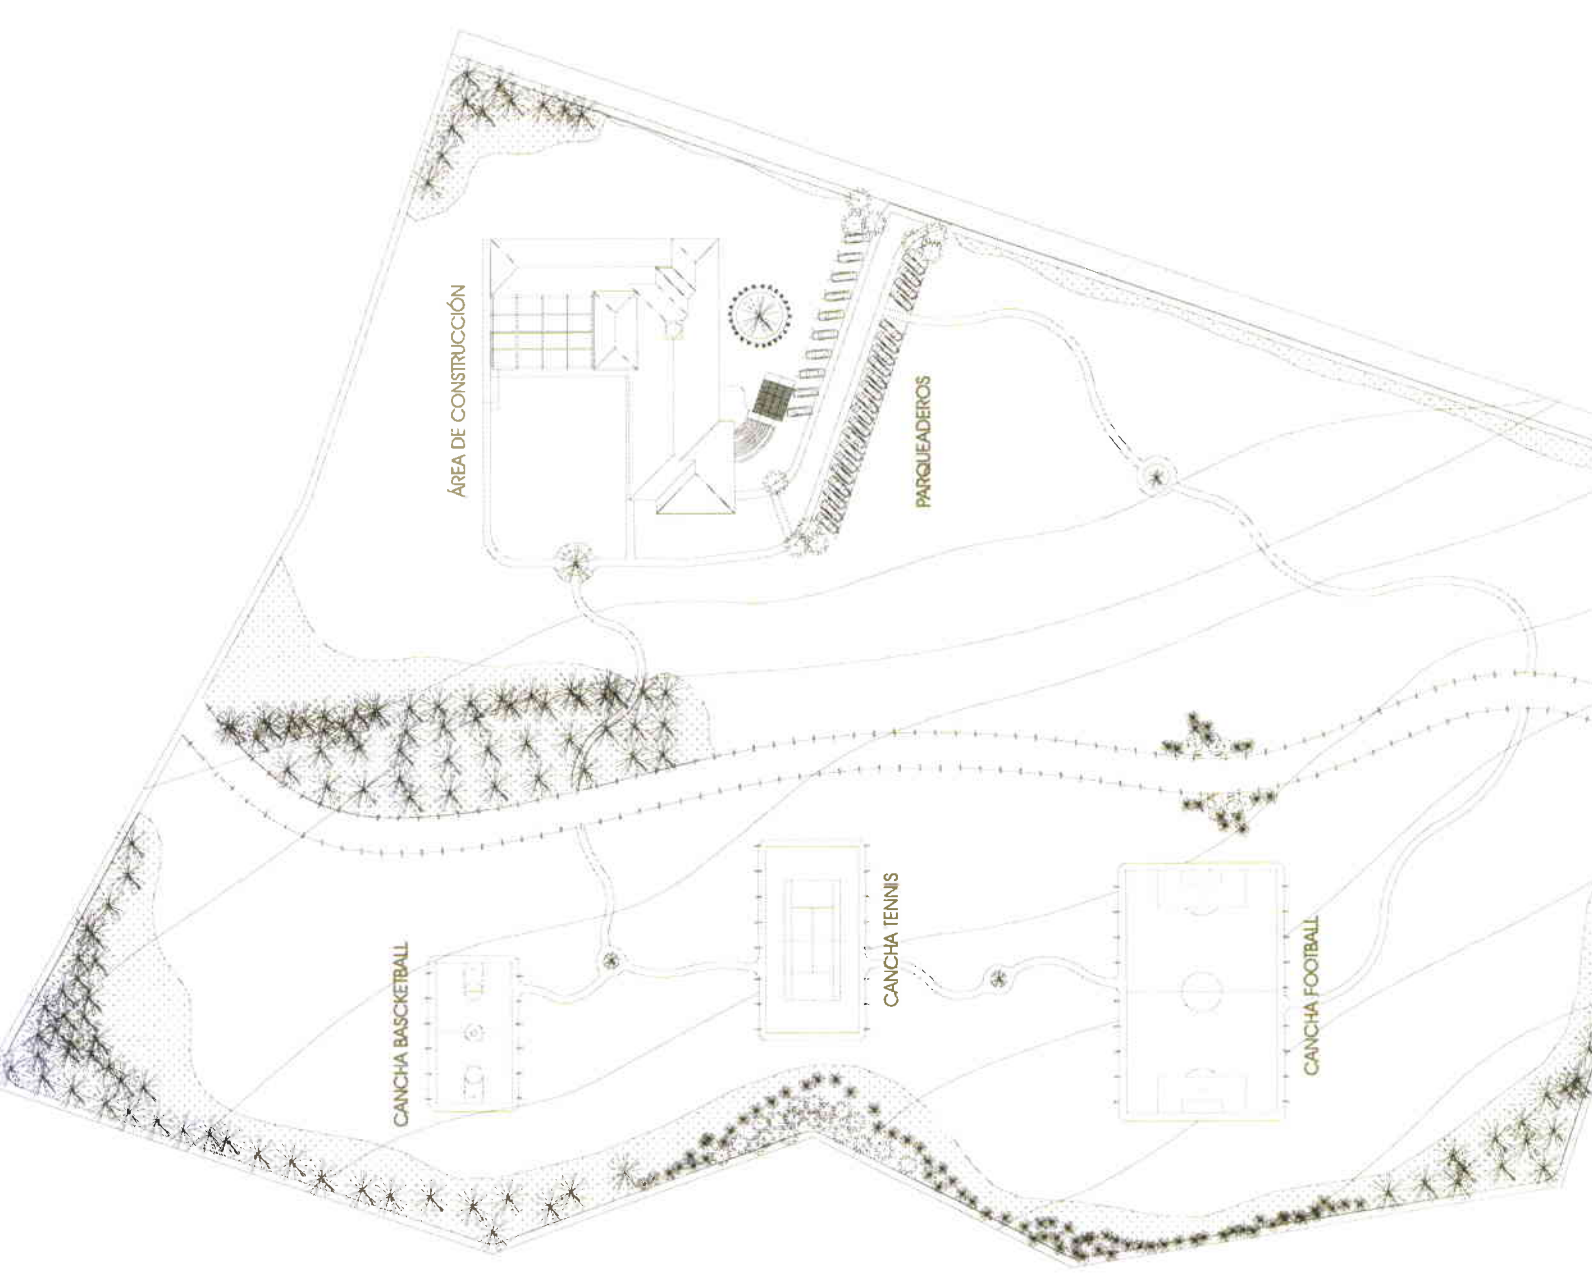 ÁREA DE CONSTRUCCIÓN
PARQUEADEROS
CANCHA BASCKETBALL
CANCHA TENNIS
CANCHA FOOTBALL